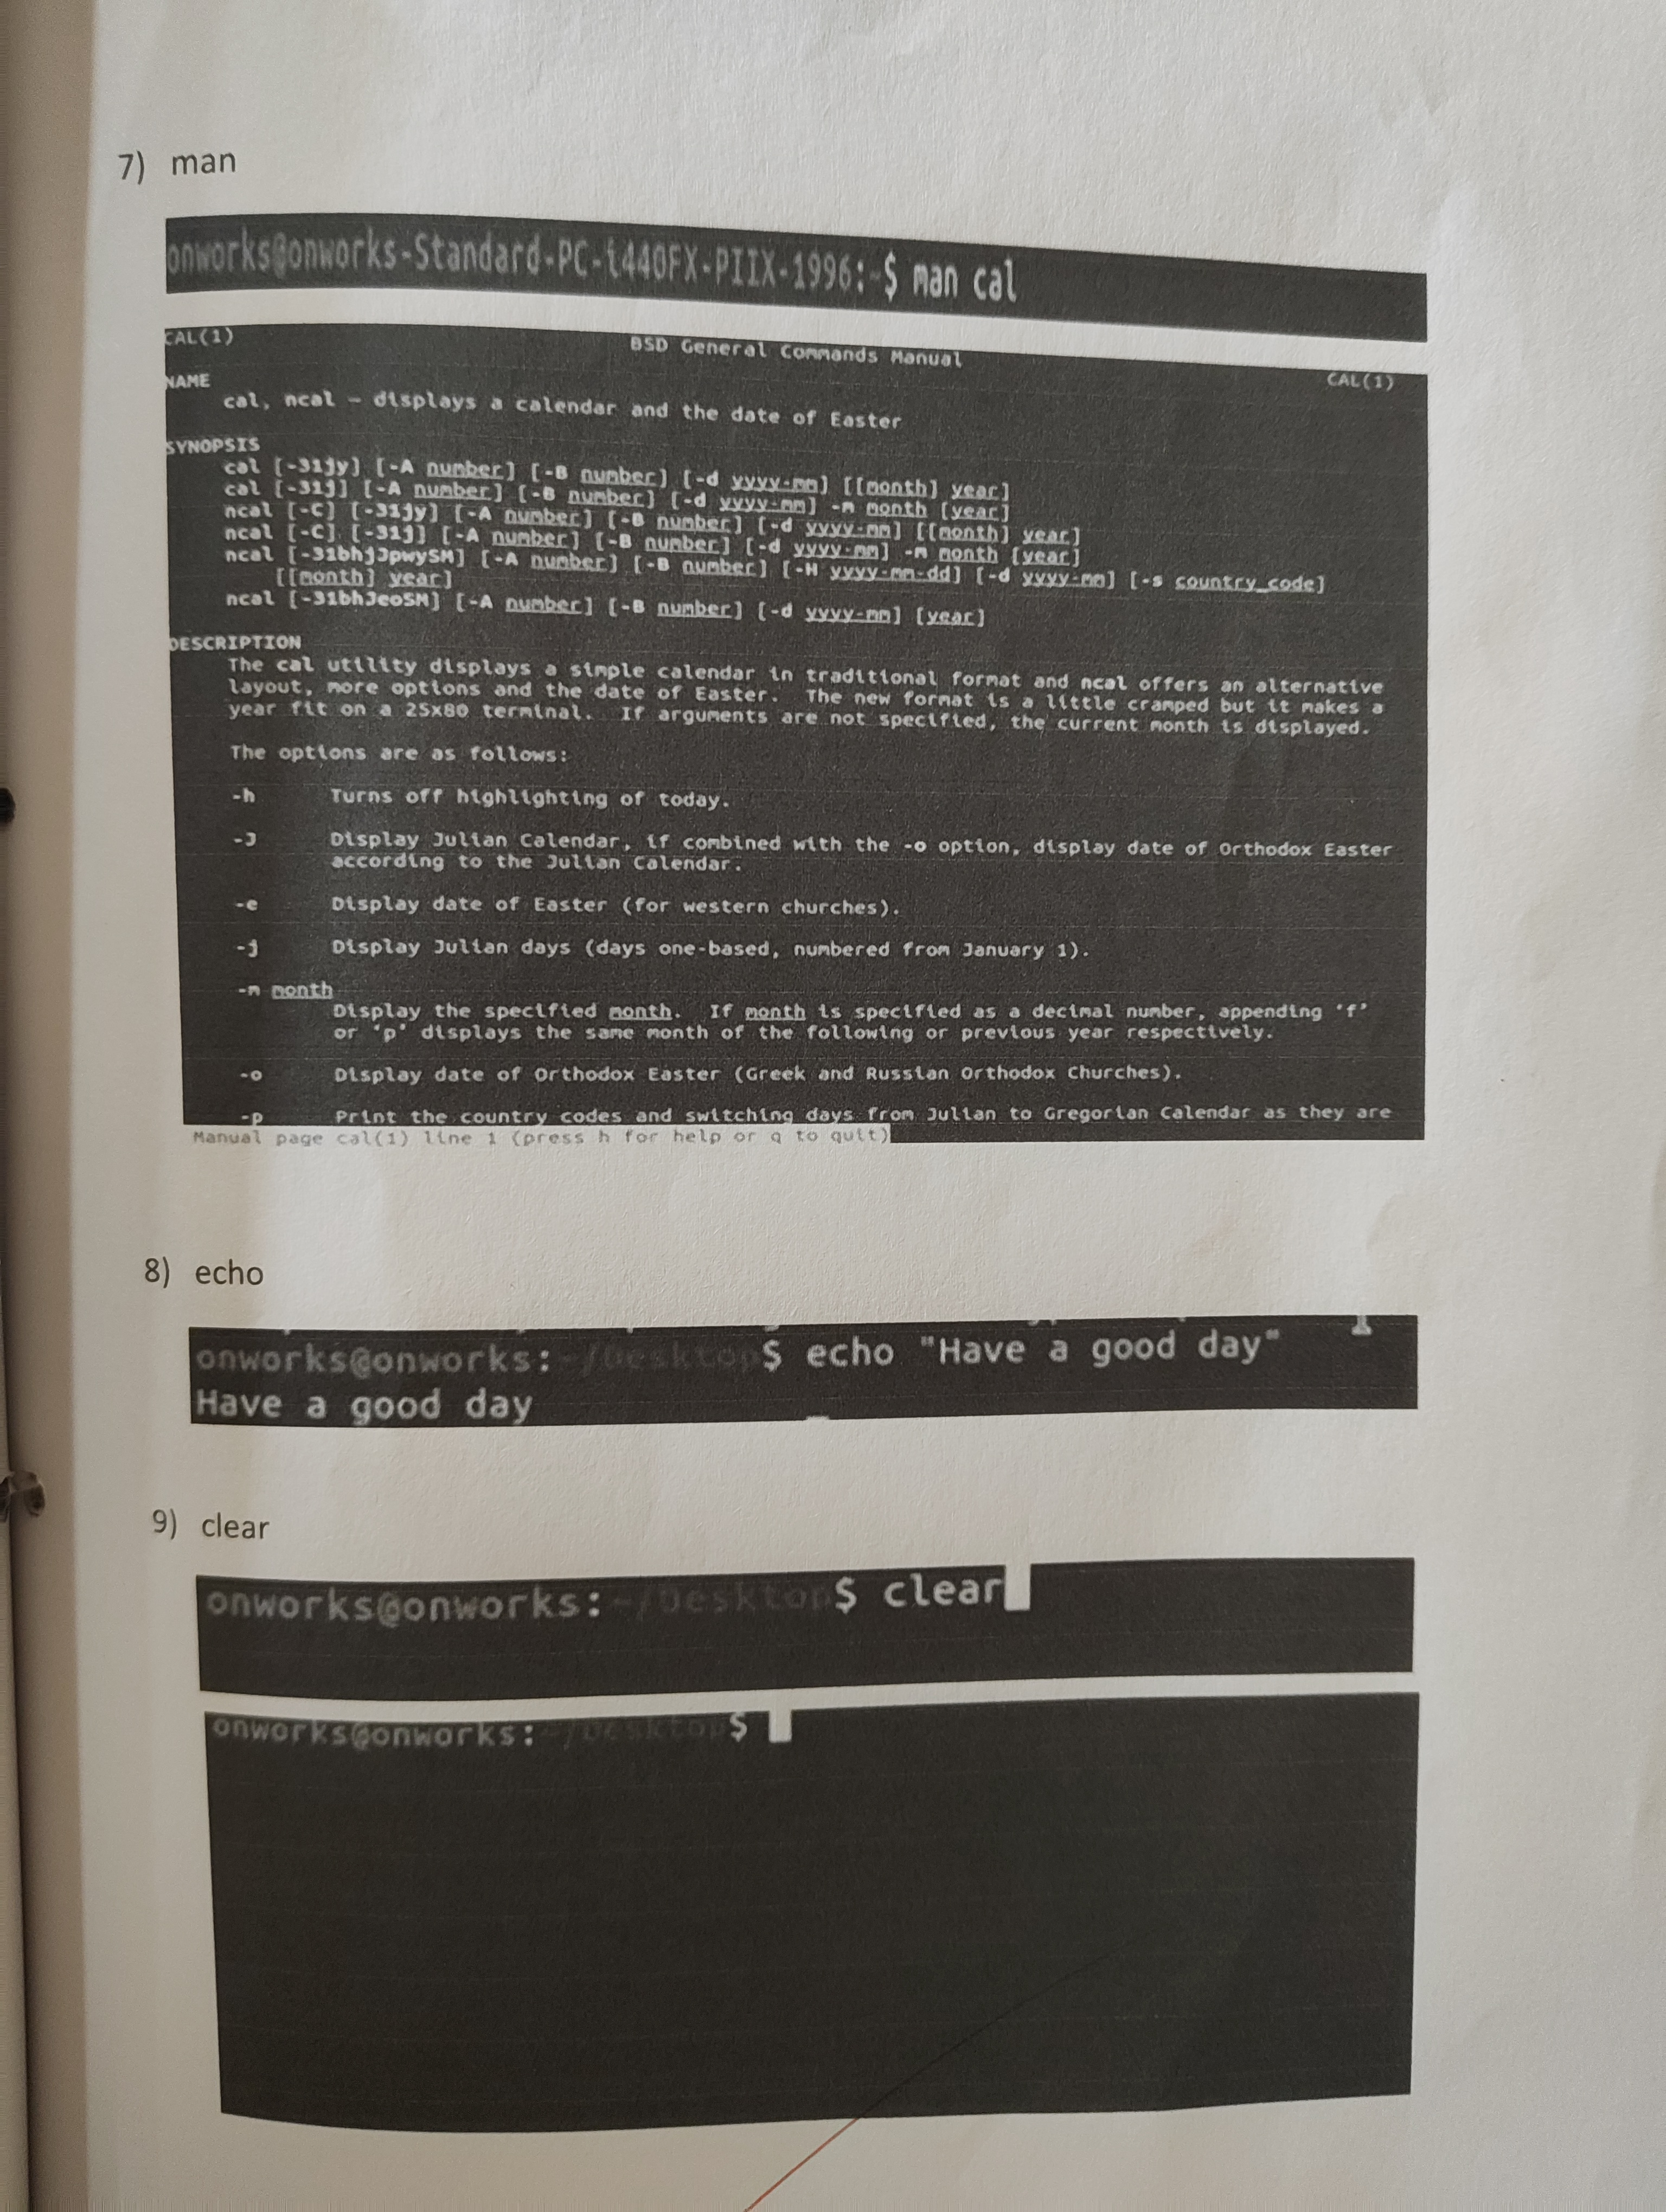 7) man
onworks@onworks-Standard-PC-i440FX-PIIX-1996:~$ man cal
CAL(1) BSD General Commands Manual CAL(1)
NAME
cal, ncal — displays a calendar and the date of Easter
SYNOPSIS
cal [-31jy] [-A number] [-B number] [-d yyyy-mm] [[month] year]
cal [-31j] [-A number] [-B number] [-d yyyy-mm] -m month [year]
ncal [-C] [-31jy] [-A number] [-B number] [-d yyyy-mm] [[month] year]
ncal [-C] [-31j] [-A number] [-B number] [-d yyyy-mm] -m month [year]
ncal [-31bhjJpwySM] [-A number] [-B number] [-H yyyy-mm-dd] [-d yyyy-mm] [-s country_code]
[[month] year]
ncal [-31bhJeoSM] [-A number] [-B number] [-d yyyy-mm] [year]
DESCRIPTION
The cal utility displays a simple calendar in traditional format and ncal offers an alternative
layout, more options and the date of Easter. The new format is a little cramped but it makes a
year fit on a 25x80 terminal. If arguments are not specified, the current month is displayed.
The options are as follows:
-h Turns off highlighting of today.
-J Display Julian Calendar, if combined with the -o option, display date of Orthodox Easter
according to the Julian Calendar.
-e Display date of Easter (for western churches).
-j Display Julian days (days one-based, numbered from January 1).
-m month
Display the specified month. If month is specified as a decimal number, appending ‘f’
or ‘p’ displays the same month of the following or previous year respectively.
-o Display date of Orthodox Easter (Greek and Russian Orthodox Churches).
-p Print the country codes and switching days from Julian to Gregorian Calendar as they are
Manual page cal(1) line 1 (press h for help or q to quit)
8) echo
onworks@onworks:~/Desktop$ echo "Have a good day"
Have a good day
9) clear
onworks@onworks:~/Desktop$ clear
onworks@onworks:~/Desktop$